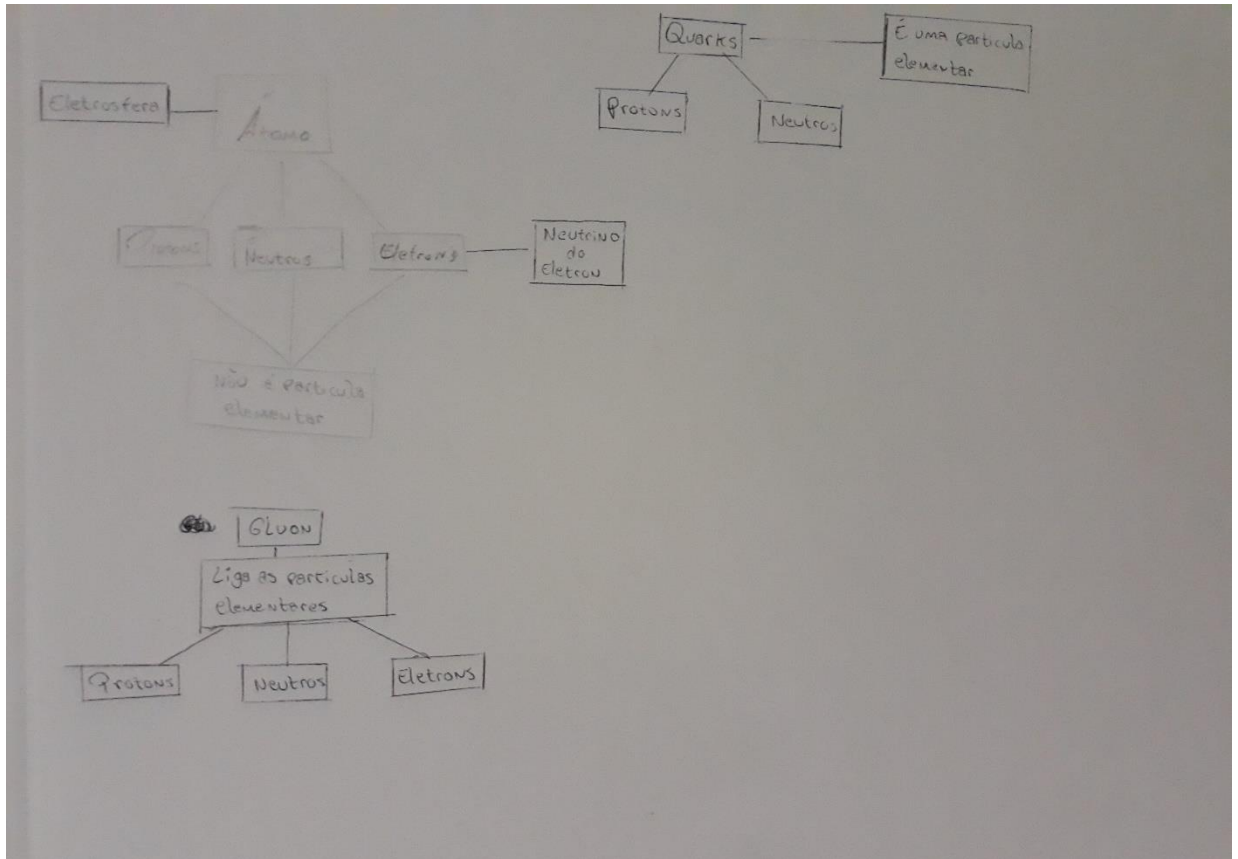 Quarks
É uma particula
elementar
Protons
Neutros
Eletrosfera
Átomo
Protons
Neutros
Eletrons
Neutrino
do
Eletron
Não é particula
elementar
GLUON
Liga as particulas
elementares
Protons
Neutros
Eletrons